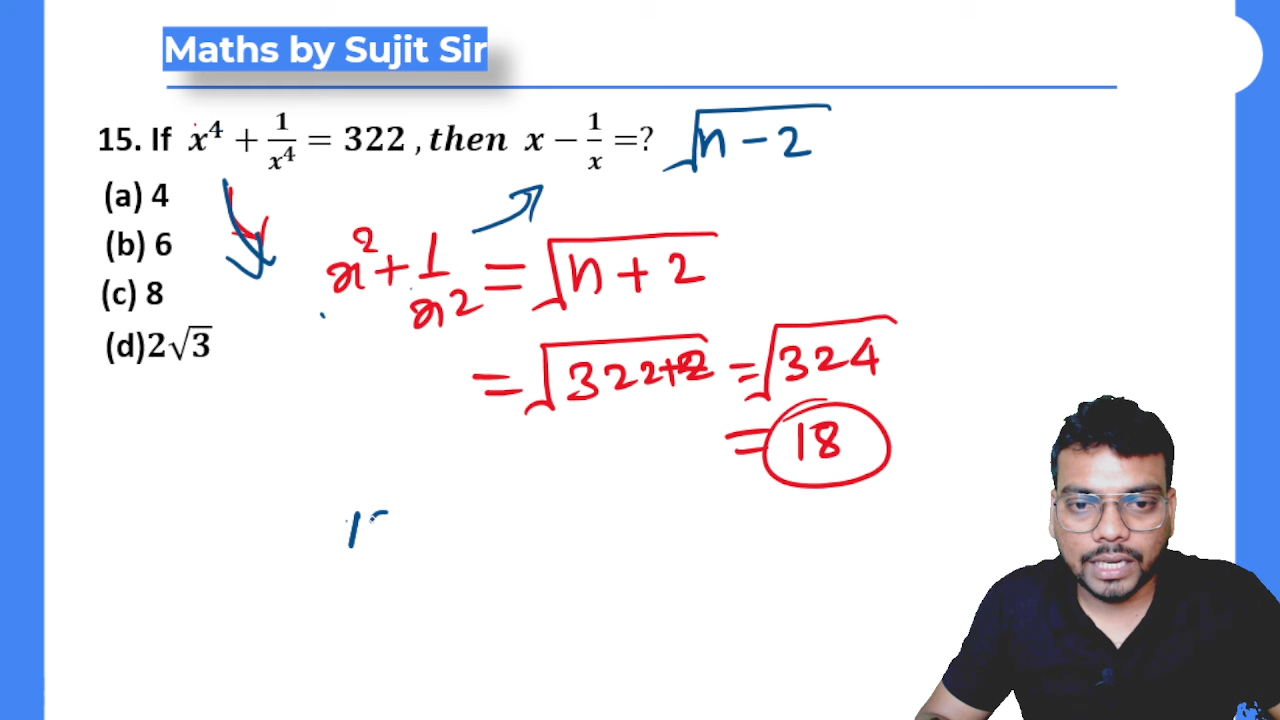 Maths by Sujit Sir
15. If x⁴ + 1/x⁴ = 322 , then x − 1/x =? √(n − 2)
(a) 4
(b) 6
(c) 8
(d)2√3
x² + 1/x² = √(n + 2)
= √(322+2) = √324
= 18